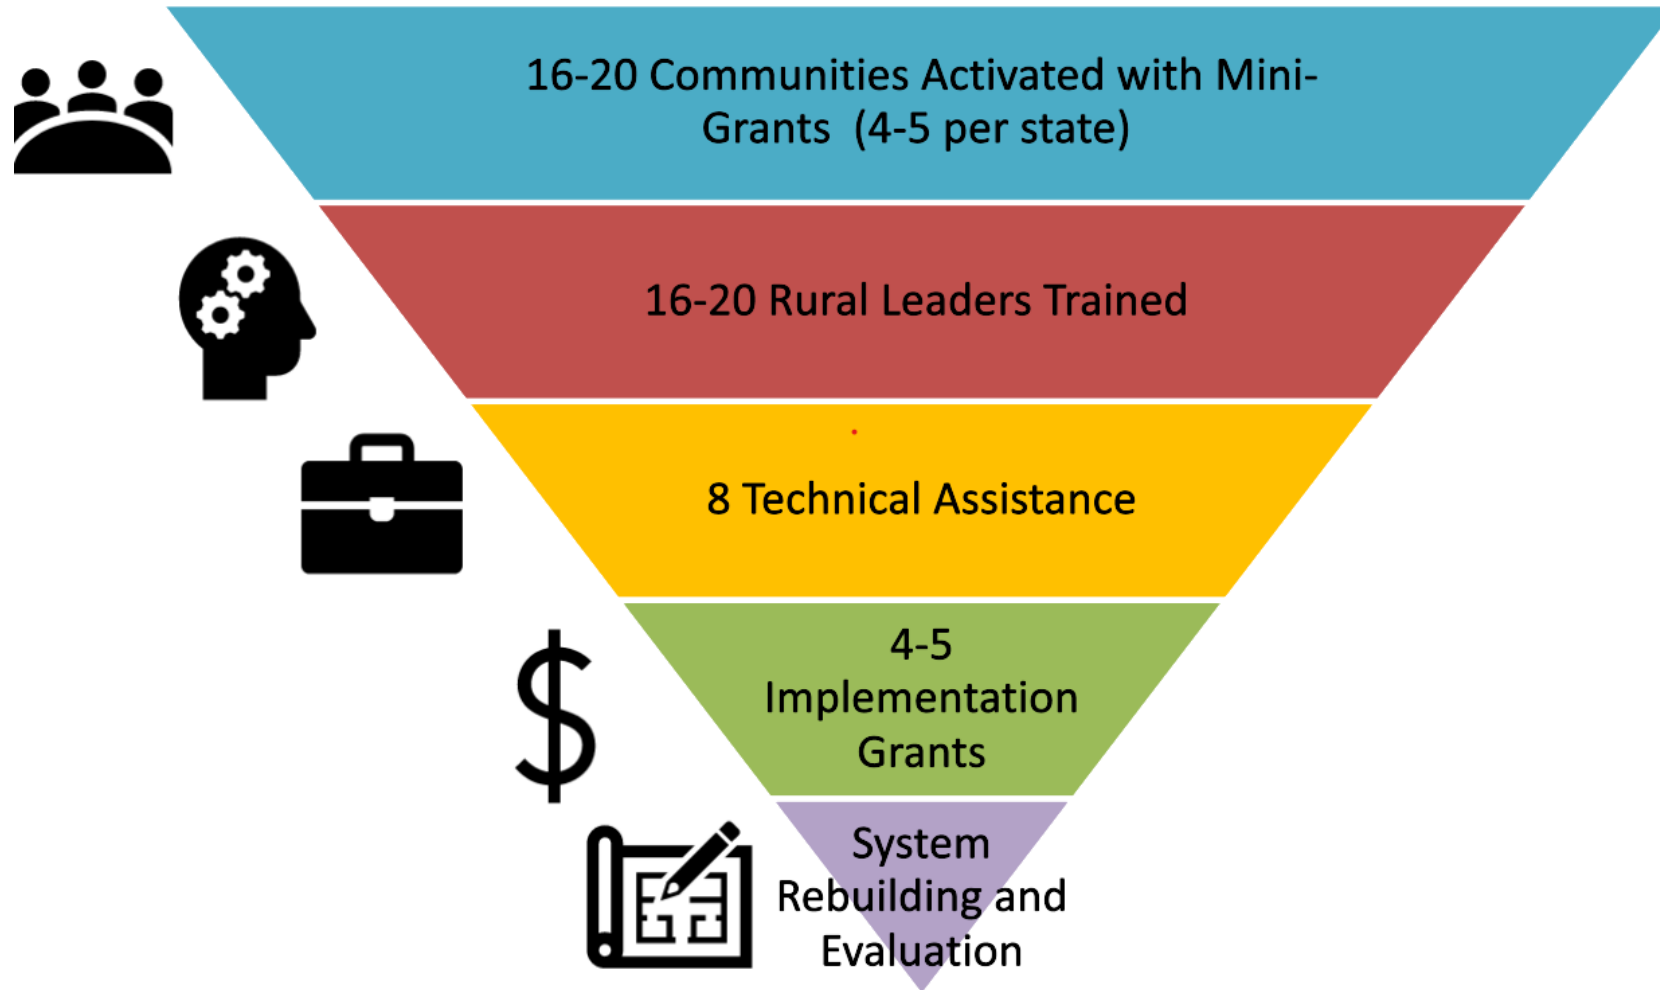 16-20 Communities Activated with Mini-
Grants  (4-5 per state)
16-20 Rural Leaders Trained
8 Technical Assistance
4-5
Implementation
Grants
System
Rebuilding and
Evaluation